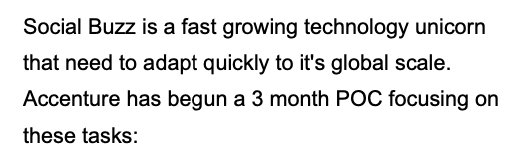 Social Buzz is a fast growing technology unicorn
that need to adapt quickly to it's global scale.
Accenture has begun a 3 month POC focusing on
these tasks: